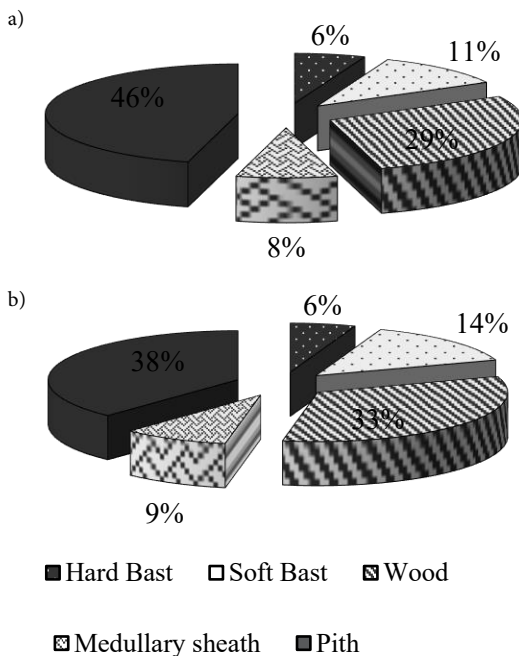 a)
6%
11%
46%
29%
8%
b)
6%
14%
38%
33%
9%
Hard Bast Soft Bast Wood
Medullary sheath Pith